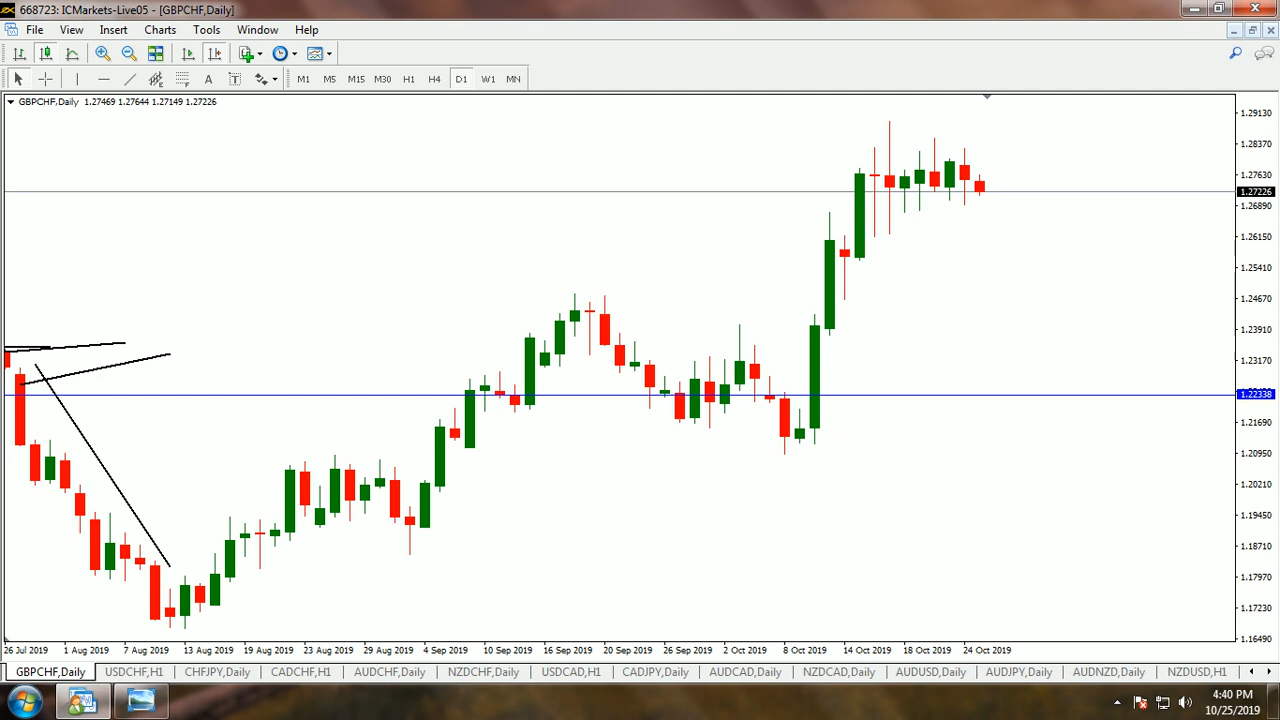 668723: ICMarkets-Live05 - [GBPCHF,Daily]
File View Insert Charts Tools Window Help
A T M1 M5 M15 M30 H1 H4 D1 W1 MN
GBPCHF,Daily 1.27469 1.27644 1.27149 1.27226
1.29130
1.28370
1.27630
1.27226
1.26890
1.26150
1.25410
1.24670
1.23910
1.23170
1.22338
1.21690
1.20950
1.20210
1.19450
1.18710
1.17970
1.17230
1.16490
26 Jul 2019 1 Aug 2019 7 Aug 2019 13 Aug 2019 19 Aug 2019 23 Aug 2019 29 Aug 2019 4 Sep 2019 10 Sep 2019 16 Sep 2019 20 Sep 2019 26 Sep 2019 2 Oct 2019 8 Oct 2019 14 Oct 2019 18 Oct 2019 24 Oct 2019
GBPCHF,Daily USDCHF,H1 CHFJPY,Daily CADCHF,H1 AUDCHF,Daily NZDCHF,Daily USDCAD,H1 CADJPY,Daily AUDCAD,Daily NZDCAD,Daily AUDUSD,Daily AUDJPY,Daily AUDNZD,Daily NZDUSD,H1
4:40 PM
10/25/2019